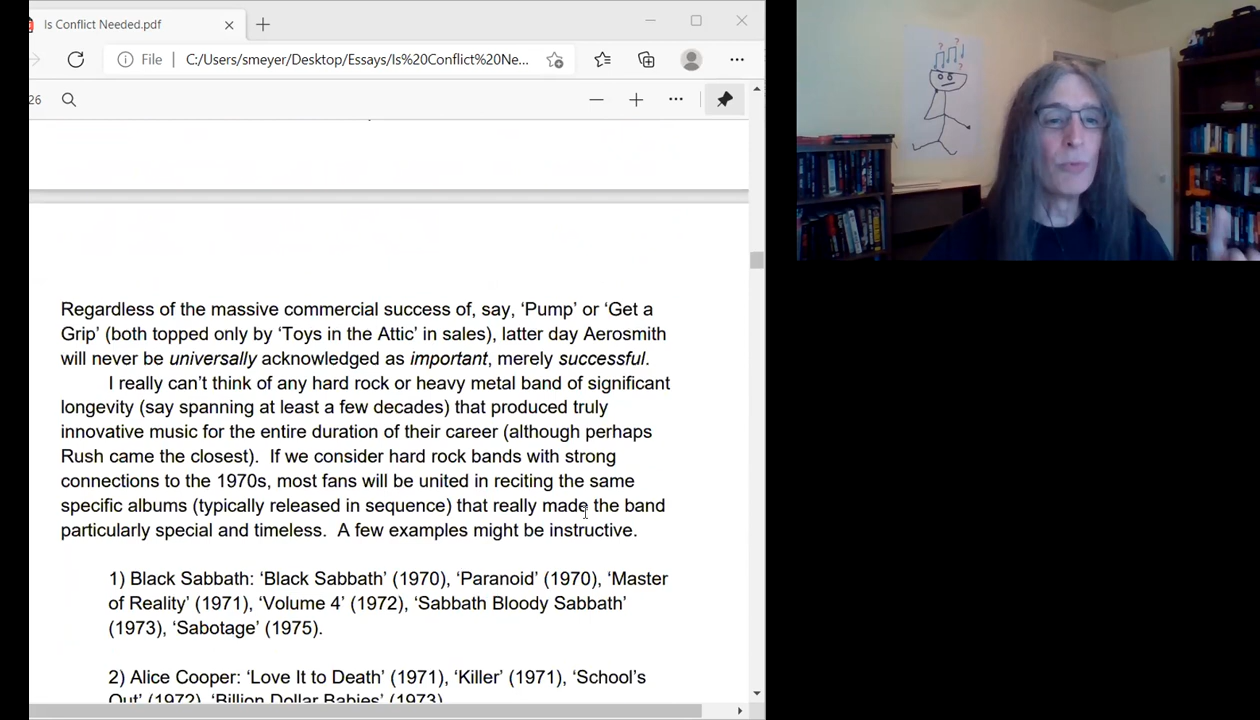 Is Conflict Needed.pdf
File C:/Users/smeyer/Desktop/Essays/Is%20Conflict%20Ne...
26
Regardless of the massive commercial success of, say, ‘Pump’ or ‘Get a
Grip’ (both topped only by ‘Toys in the Attic’ in sales), latter day Aerosmith
will never be universally acknowledged as important, merely successful.
I really can’t think of any hard rock or heavy metal band of significant
longevity (say spanning at least a few decades) that produced truly
innovative music for the entire duration of their career (although perhaps
Rush came the closest).  If we consider hard rock bands with strong
connections to the 1970s, most fans will be united in reciting the same
specific albums (typically released in sequence) that really made the band
particularly special and timeless.  A few examples might be instructive.
1) Black Sabbath: ‘Black Sabbath’ (1970), ‘Paranoid’ (1970), ‘Master
of Reality’ (1971), ‘Volume 4’ (1972), ‘Sabbath Bloody Sabbath’
(1973), ‘Sabotage’ (1975).
2) Alice Cooper: ‘Love It to Death’ (1971), ‘Killer’ (1971), ‘School’s
Out’ (1972), ‘Billion Dollar Babies’ (1973)